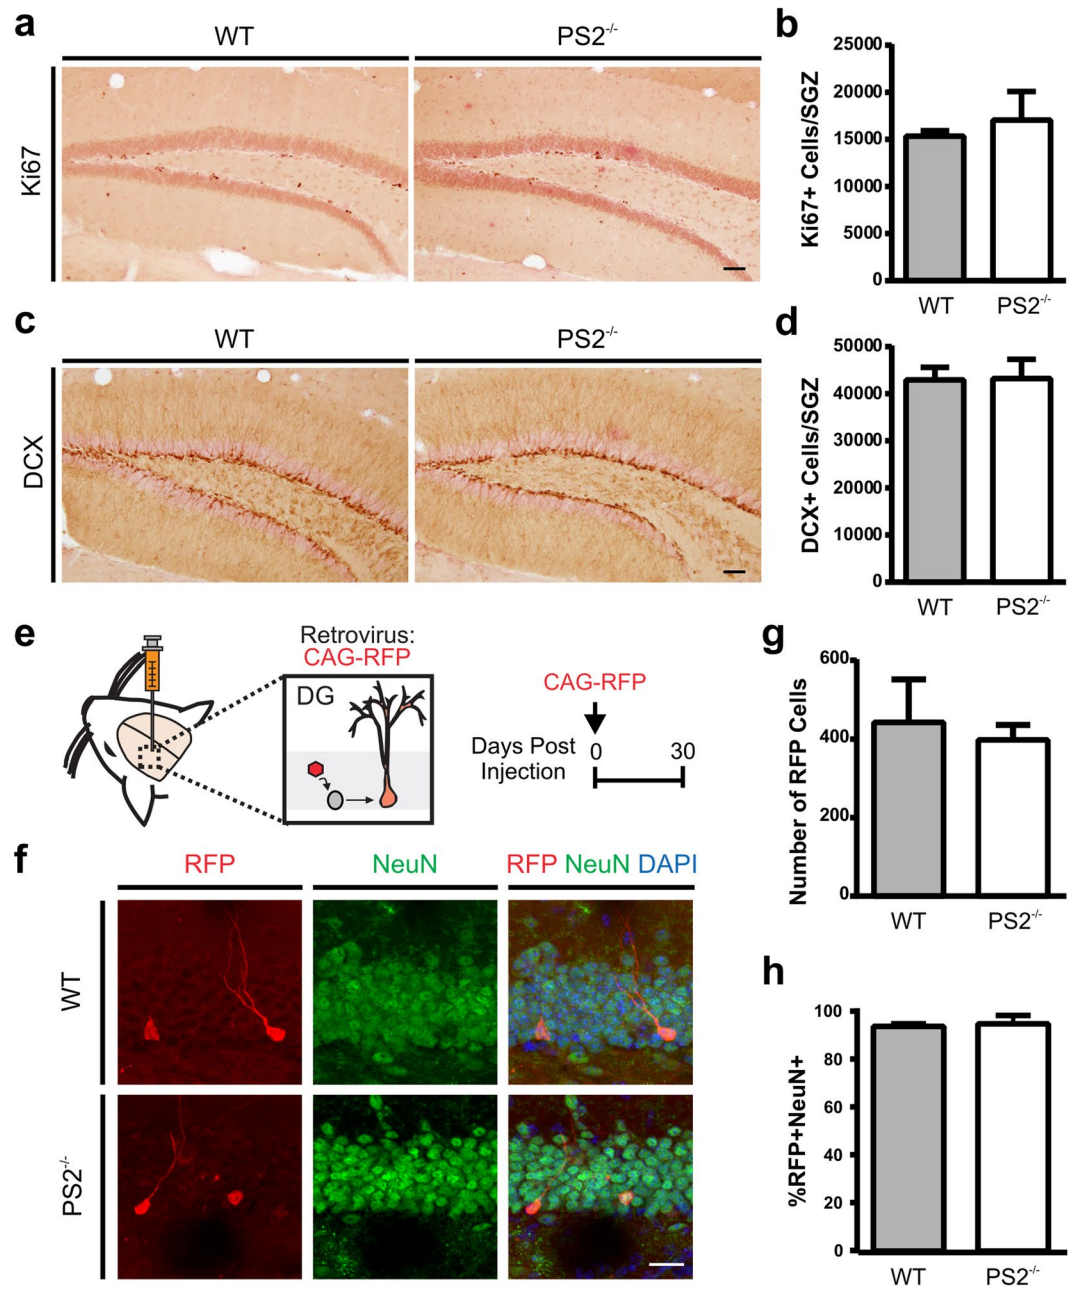 a
WT
PS2-/-
Ki67
b
25000
20000
15000
10000
5000
0
Ki67+ Cells/SGZ
WT
PS2-/-
c
WT
PS2-/-
DCX
d
50000
40000
30000
20000
10000
0
DCX+ Cells/SGZ
WT
PS2-/-
e
Retrovirus:
CAG-RFP
DG
CAG-RFP
Days Post
Injection
0
30
f
RFP
NeuN
RFP NeuN DAPI
WT
PS2-/-
g
600
400
200
0
Number of RFP Cells
WT
PS2-/-
h
100
80
60
40
20
0
%RFP+NeuN+
WT
PS2-/-